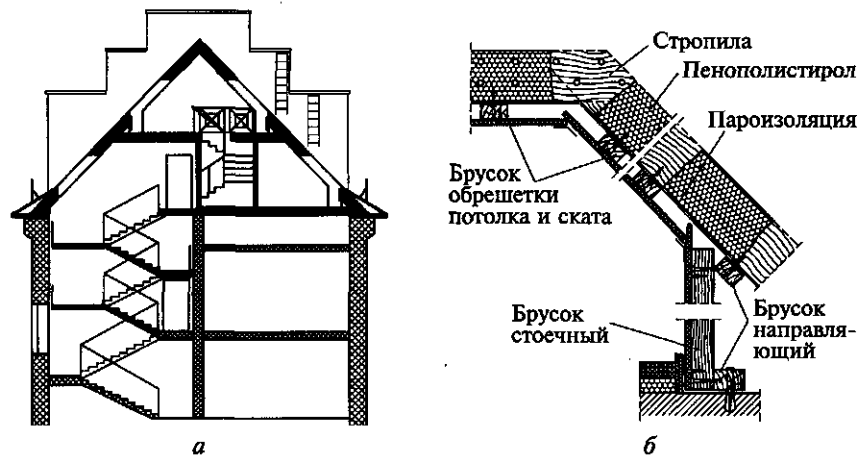 Стропила
Пенополистирол
Пароизоляция
Брусок
обрешетки
потолка и ската
Брусок
стоечный
Брусок
направля-
ющий
а
б